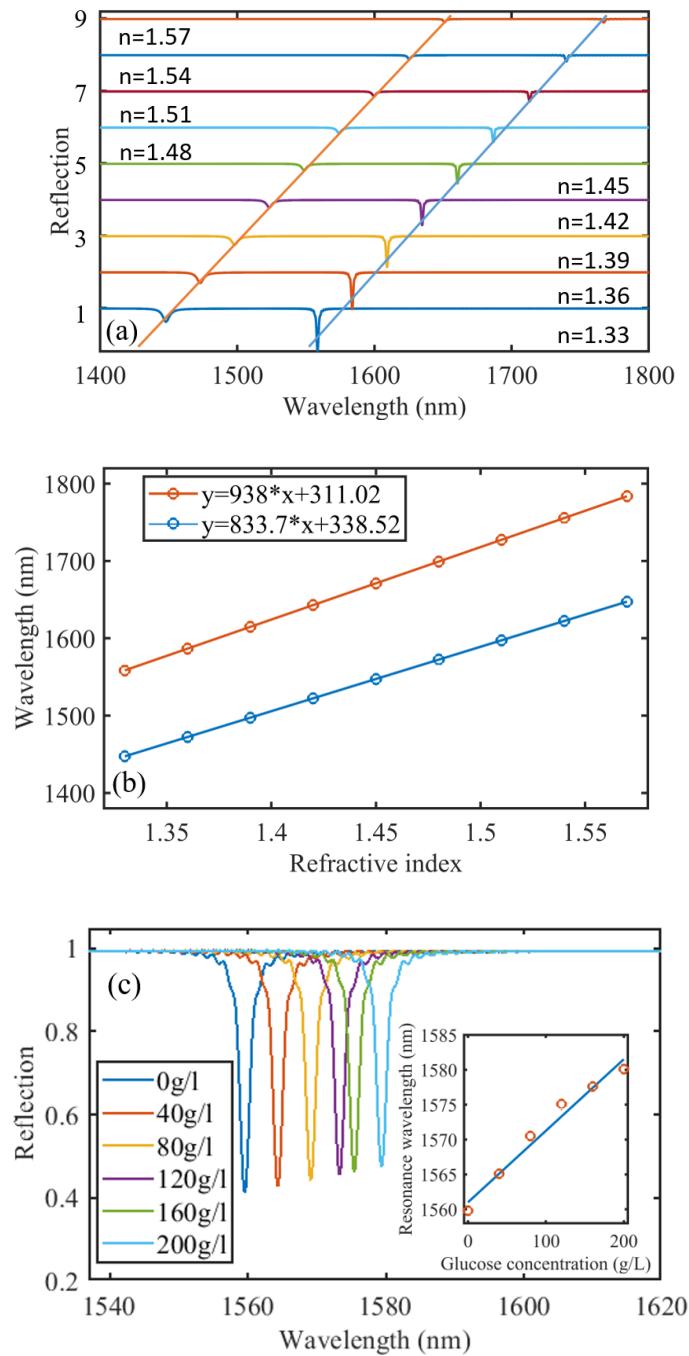 9
n=1.57
n=1.54
7
n=1.51
n=1.48
5
n=1.45
n=1.42
3
n=1.39
n=1.36
1
(a)
n=1.33
Reflection
1400 1500 1600 1700 1800
Wavelength (nm)
1800
y=938*x+311.02
y=833.7*x+338.52
1700
1600
1500
1400
Wavelength (nm)
(b)
1.35 1.4 1.45 1.5 1.55
Refractive index
1
(c)
0.8
0.6
0.4
0.2
Reflection
0g/l
40g/l
80g/l
120g/l
160g/l
200g/l
1585
1580
1575
1570
1565
1560
Resonance wavelength (nm)
0 100 200
Glucose concentration (g/L)
1540 1560 1580 1600 1620
Wavelength (nm)